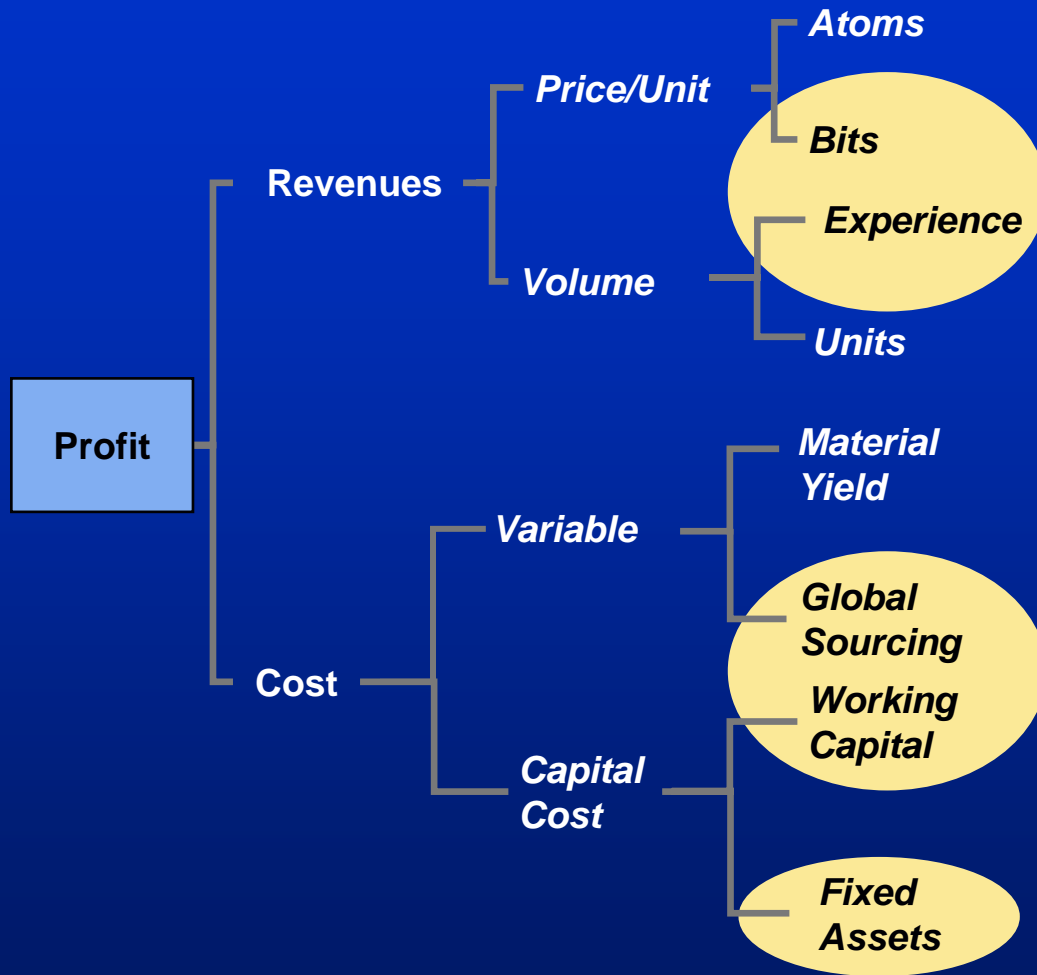 Atoms
Price/Unit
Bits
Revenues
Experience
Volume
Units
Profit
Material
Yield
Variable
Global
Sourcing
Cost
Working
Capital
Capital
Cost
Fixed
Assets